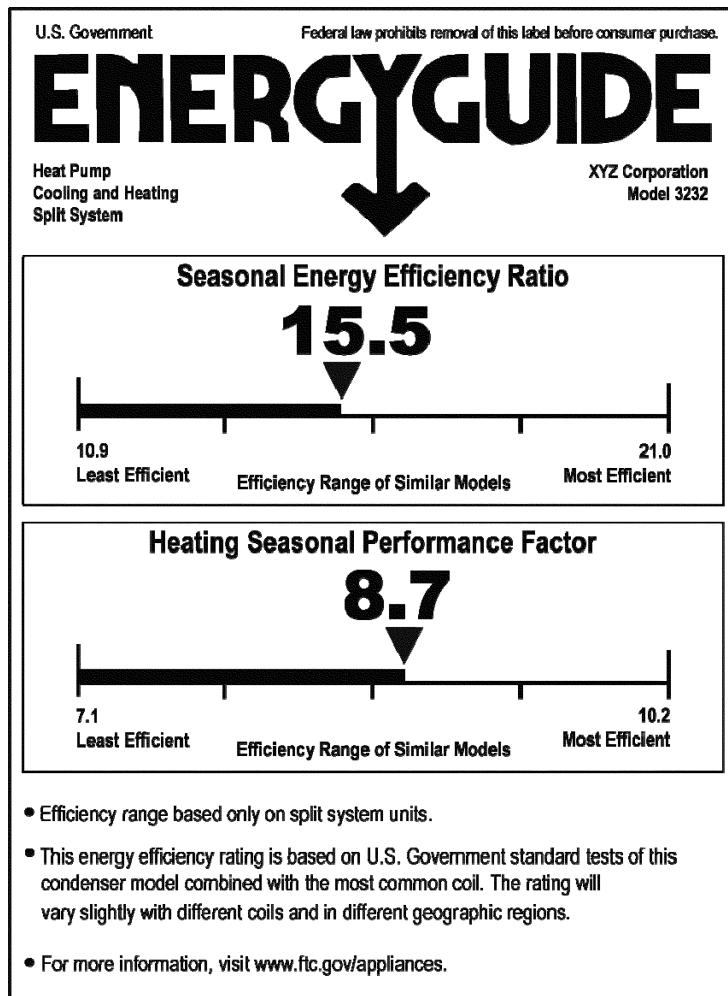 U.S. Government
Federal law prohibits removal of this label before consumer purchase.
ENERGYGUIDE
Heat Pump
Cooling and Heating
Split System
XYZ Corporation
Model 3232
Seasonal Energy Efficiency Ratio
15.5
10.9
Least Efficient
Efficiency Range of Similar Models
21.0
Most Efficient
Heating Seasonal Performance Factor
8.7
7.1
Least Efficient
Efficiency Range of Similar Models
10.2
Most Efficient
• Efficiency range based only on split system units.
• This energy efficiency rating is based on U.S. Government standard tests of this
condenser model combined with the most common coil. The rating will
vary slightly with different coils and in different geographic regions.
• For more information, visit www.ftc.gov/appliances.